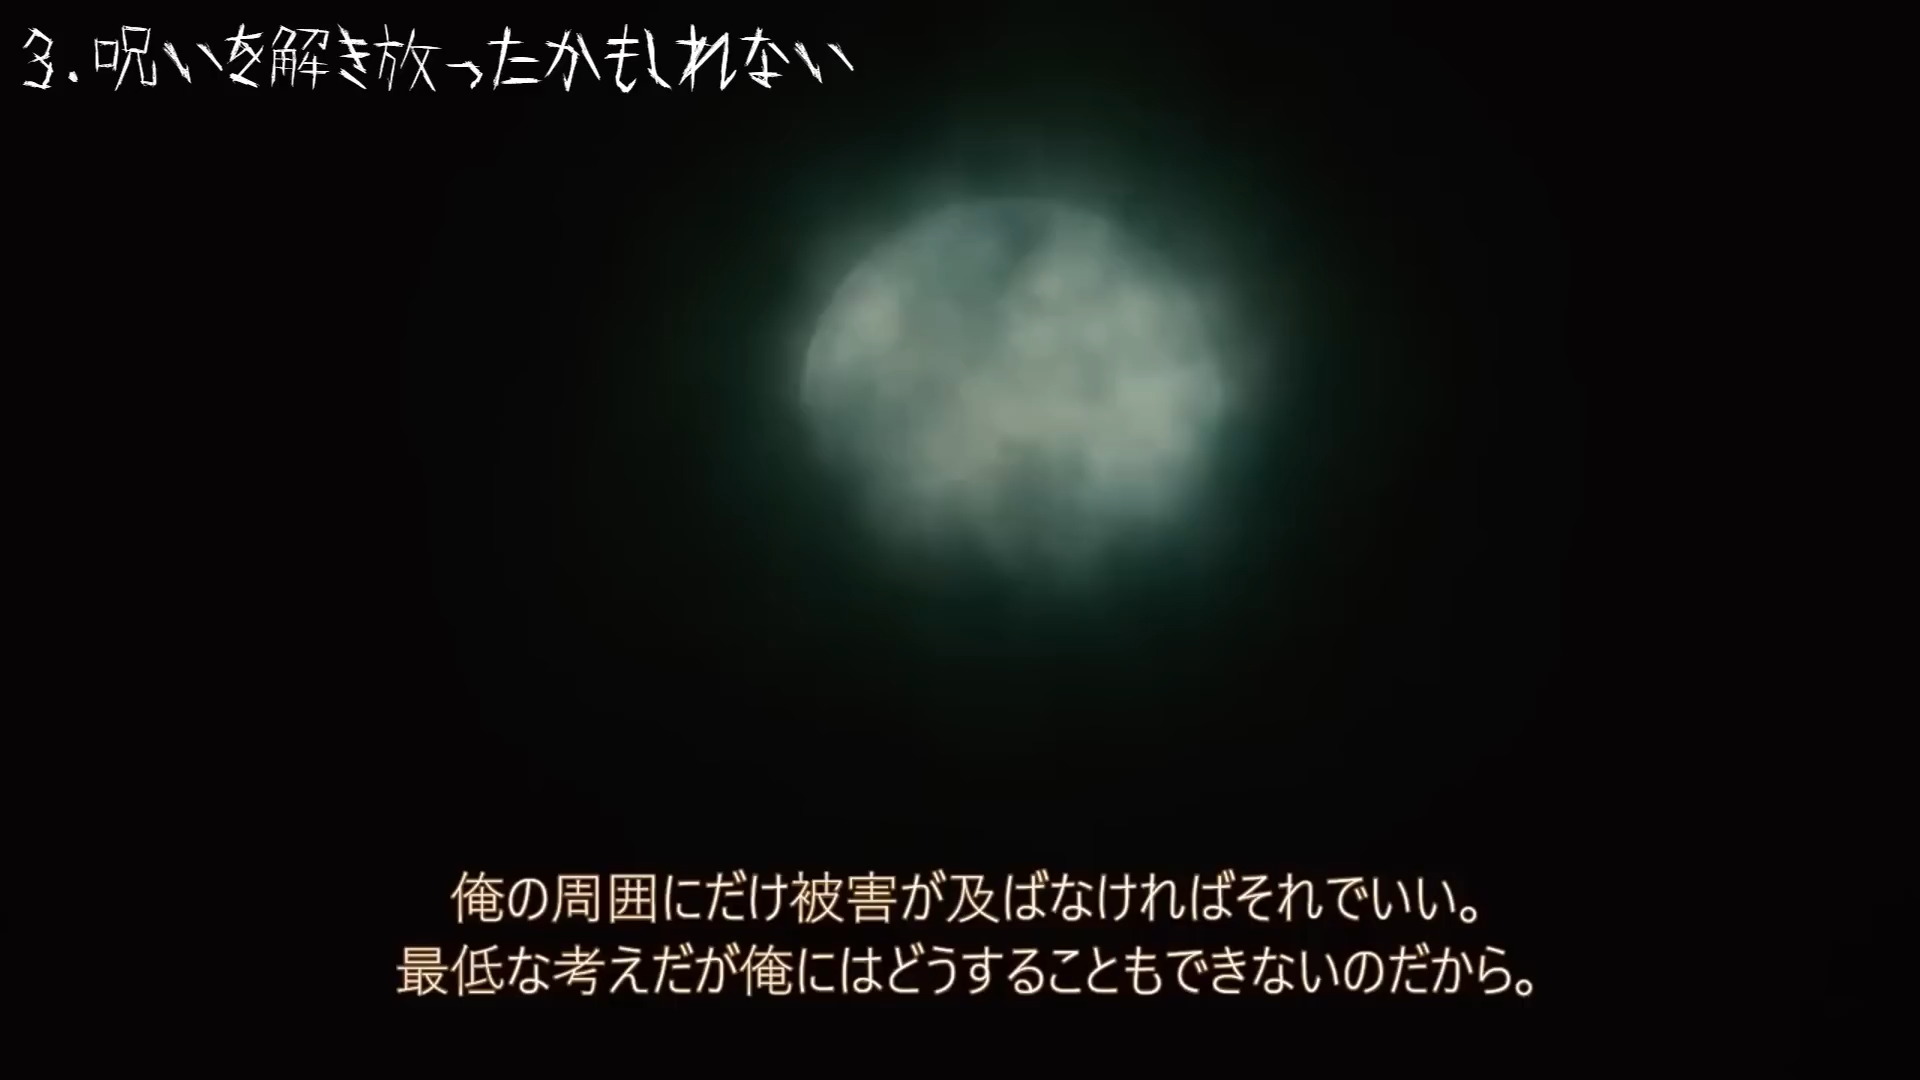 3.呪いを解き放ったかもしれない
俺の周囲にだけ被害が及ばなければそれでいい。
最低な考えだが俺にはどうすることもできないのだから。